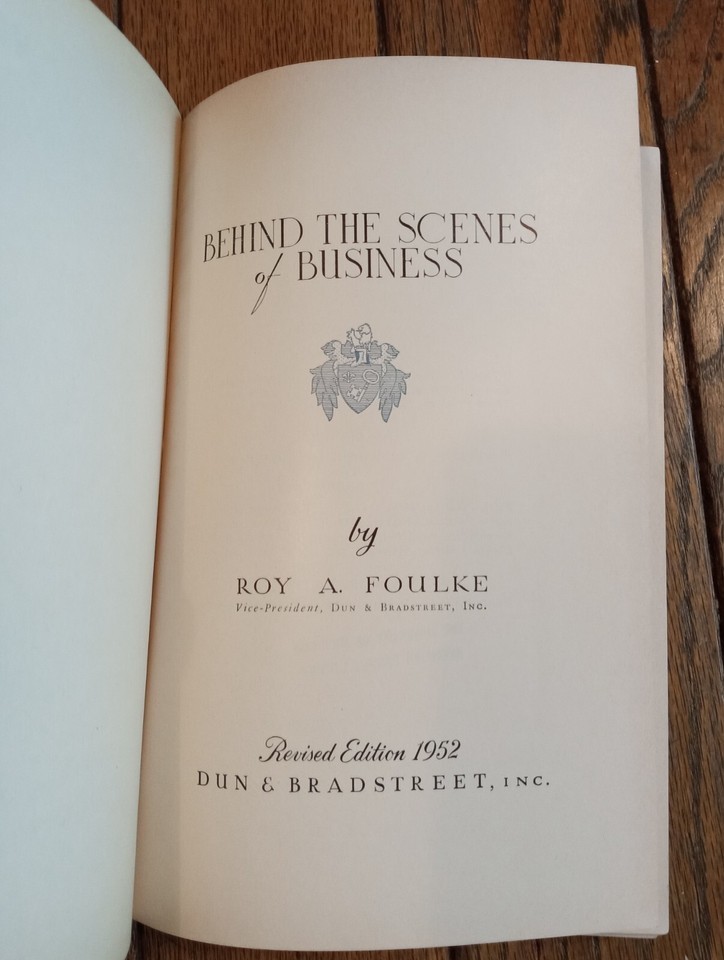 BEHIND THE SCENES
of BUSINESS
by
ROY A. FOULKE
Vice-President, DUN & BRADSTREET, INC.
Revised Edition 1952
DUN & BRADSTREET, INC.